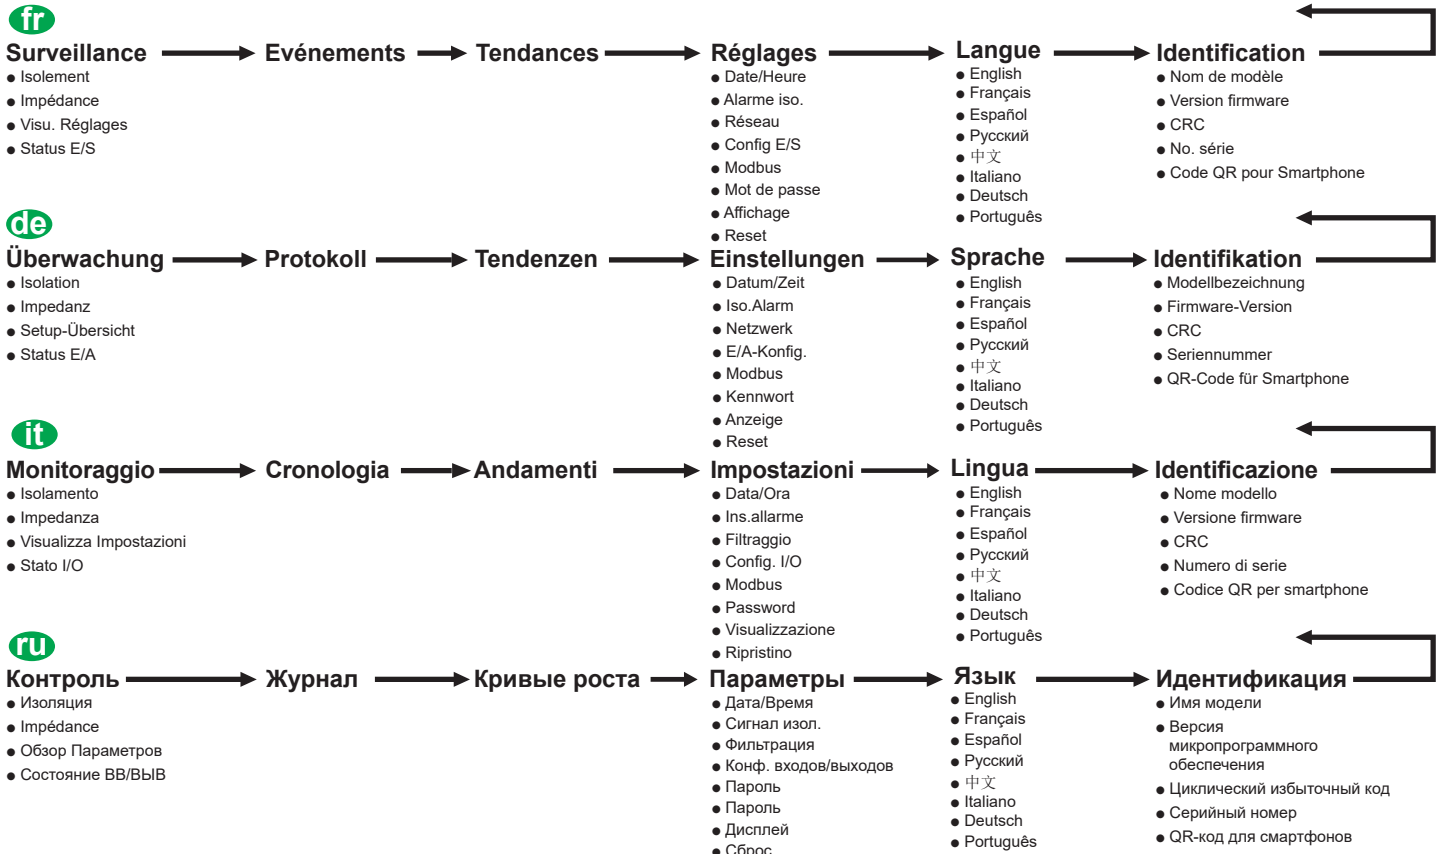 fr
Surveillance
● Isolement
● Impédance
● Visu. Réglages
● Status E/S
Evénements
Tendances
Réglages
● Date/Heure
● Alarme iso.
● Réseau
● Config E/S
● Modbus
● Mot de passe
● Affichage
● Reset
Langue
● English
● Français
● Español
● Русский
● 中文
● Italiano
● Deutsch
● Português
Identification
● Nom de modèle
● Version firmware
● CRC
● No. série
● Code QR pour Smartphone
de
Überwachung
● Isolation
● Impedanz
● Setup-Übersicht
● Status E/A
Protokoll
Tendenzen
Einstellungen
● Datum/Zeit
● Iso.Alarm
● Netzwerk
● E/A-Konfig.
● Modbus
● Kennwort
● Anzeige
● Reset
Sprache
● English
● Français
● Español
● Русский
● 中文
● Italiano
● Deutsch
● Português
Identifikation
● Modellbezeichnung
● Firmware-Version
● CRC
● Seriennummer
● QR-Code für Smartphone
it
Monitoraggio
● Isolamento
● Impedanza
● Visualizza Impostazioni
● Stato I/O
Cronologia
Andamenti
Impostazioni
● Data/Ora
● Ins.allarme
● Filtraggio
● Config. I/O
● Modbus
● Password
● Visualizzazione
● Ripristino
Lingua
● English
● Français
● Español
● Русский
● 中文
● Italiano
● Deutsch
● Português
Identificazione
● Nome modello
● Versione firmware
● CRC
● Numero di serie
● Codice QR per smartphone
ru
Контроль
● Изоляция
● Impédance
● Обзор Параметров
● Состояние ВВ/ВЫВ
Журнал
Кривые роста
Параметры
● Дата/Время
● Сигнал изол.
● Фильтрация
● Конф. входов/выходов
● Пароль
● Пароль
● Дисплей
● Сброс
Язык
● English
● Français
● Español
● Русский
● 中文
● Italiano
● Deutsch
● Português
Идентификация
● Имя модели
● Версия
микропрограммного
обеспечения
● Циклический избыточный код
● Серийный номер
● QR-код для смартфонов